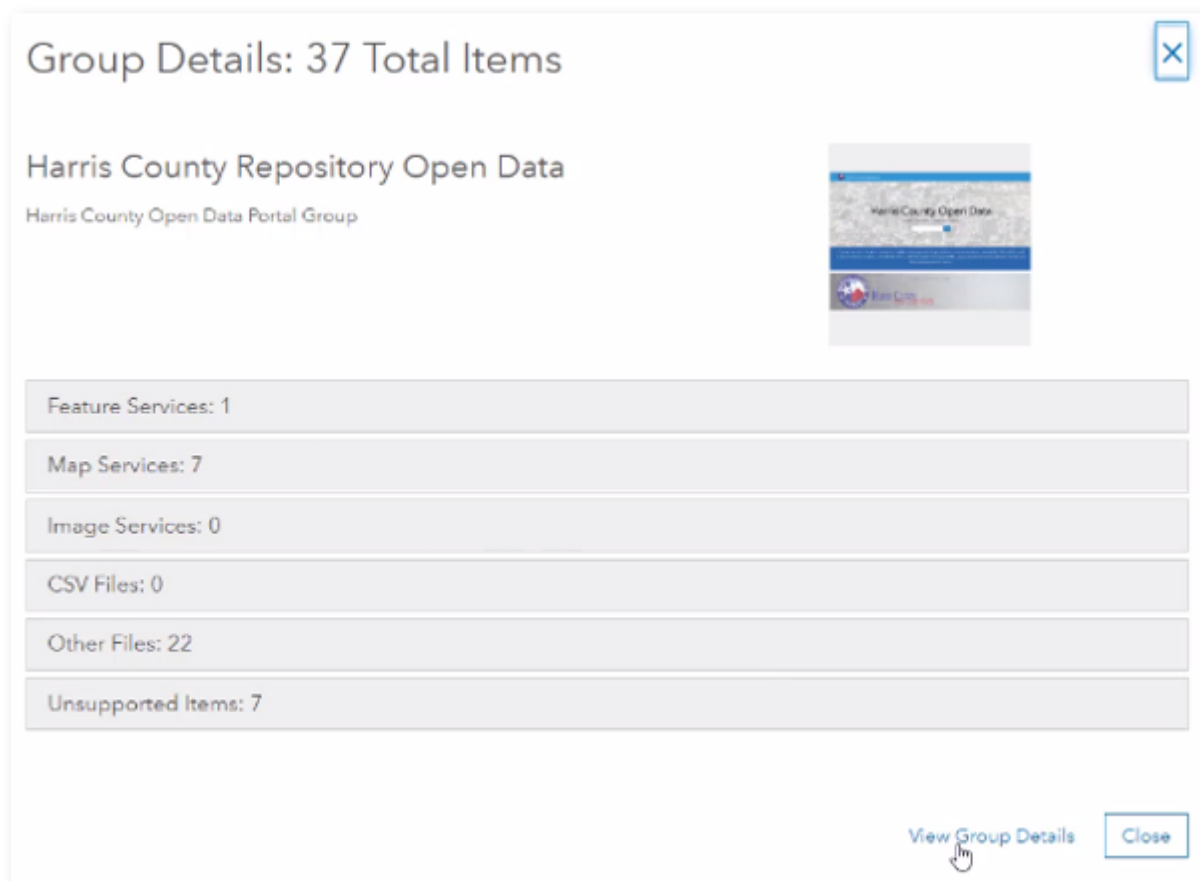 Group Details: 37 Total Items
Harris County Repository Open Data
Harris County Open Data Portal Group
Harris County Open Data
Feature Services: 1
Map Services: 7
Image Services: 0
CSV Files: 0
Other Files: 22
Unsupported Items: 7
View Group Details
Close